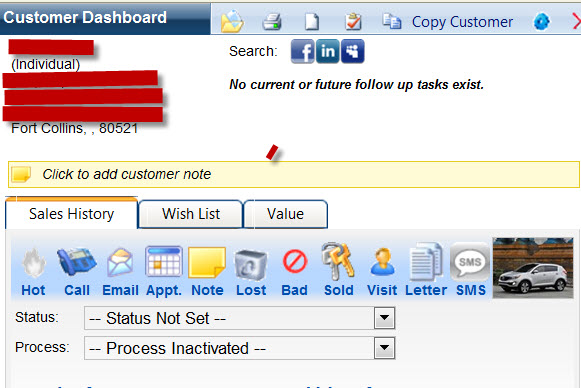 Customer Dashboard
Copy Customer
(Individual)
Search:
f in
No current or future follow up tasks exist.
Fort Collins, , 80521
Click to add customer note
Sales History Wish List Value
SMS
Hot Call Email Appt. Note Lost Bad Sold Visit Letter SMS
Status: -- Status Not Set --
Process: -- Process Inactivated --